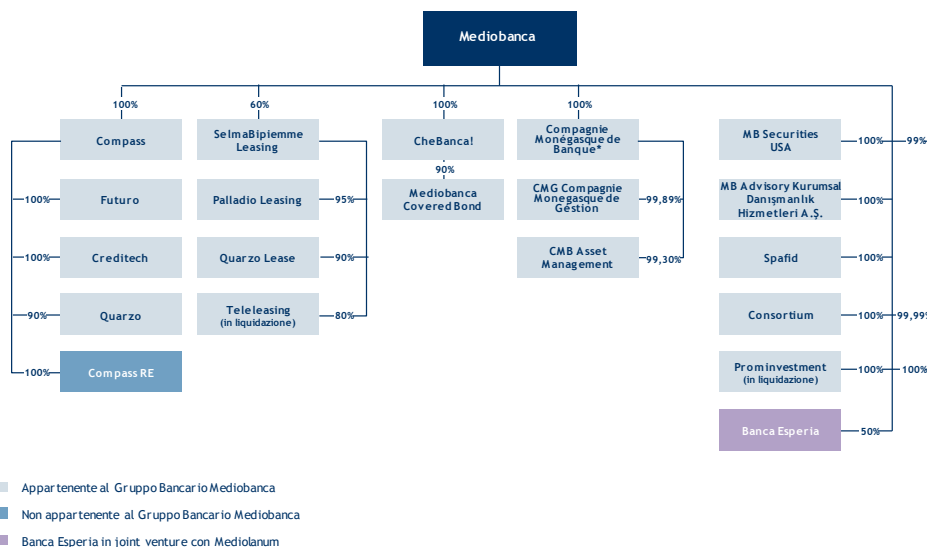 Mediobanca
100%
60%
100%
100%
Compass
SelmaBipiemme
Leasing
CheBanca!
Compagnie
Monégasque de
Banque*
MB Securities
USA
100%
99%
90%
100%
Futuro
Palladio Leasing
95%
Mediobanca
Covered Bond
CMG Compagnie
Monegasque de
Géstion
99,89%
MB Advisory Kurumsal
Danışmanlık
Hizmetleri A.Ş.
100%
100%
Creditech
Quarzo Lease
90%
CMB Asset
Management
99,30%
Spafid
100%
90%
Quarzo
Teleleasing
(in liquidazione)
80%
Consortium
100%
99,99%
100%
Compass RE
Prominvestment
(in liquidazione)
100%
100%
Banca Esperia
50%
Appartenente al Gruppo Bancario Mediobanca
Non appartenente al Gruppo Bancario Mediobanca
Banca Esperia in joint venture con Mediolanum